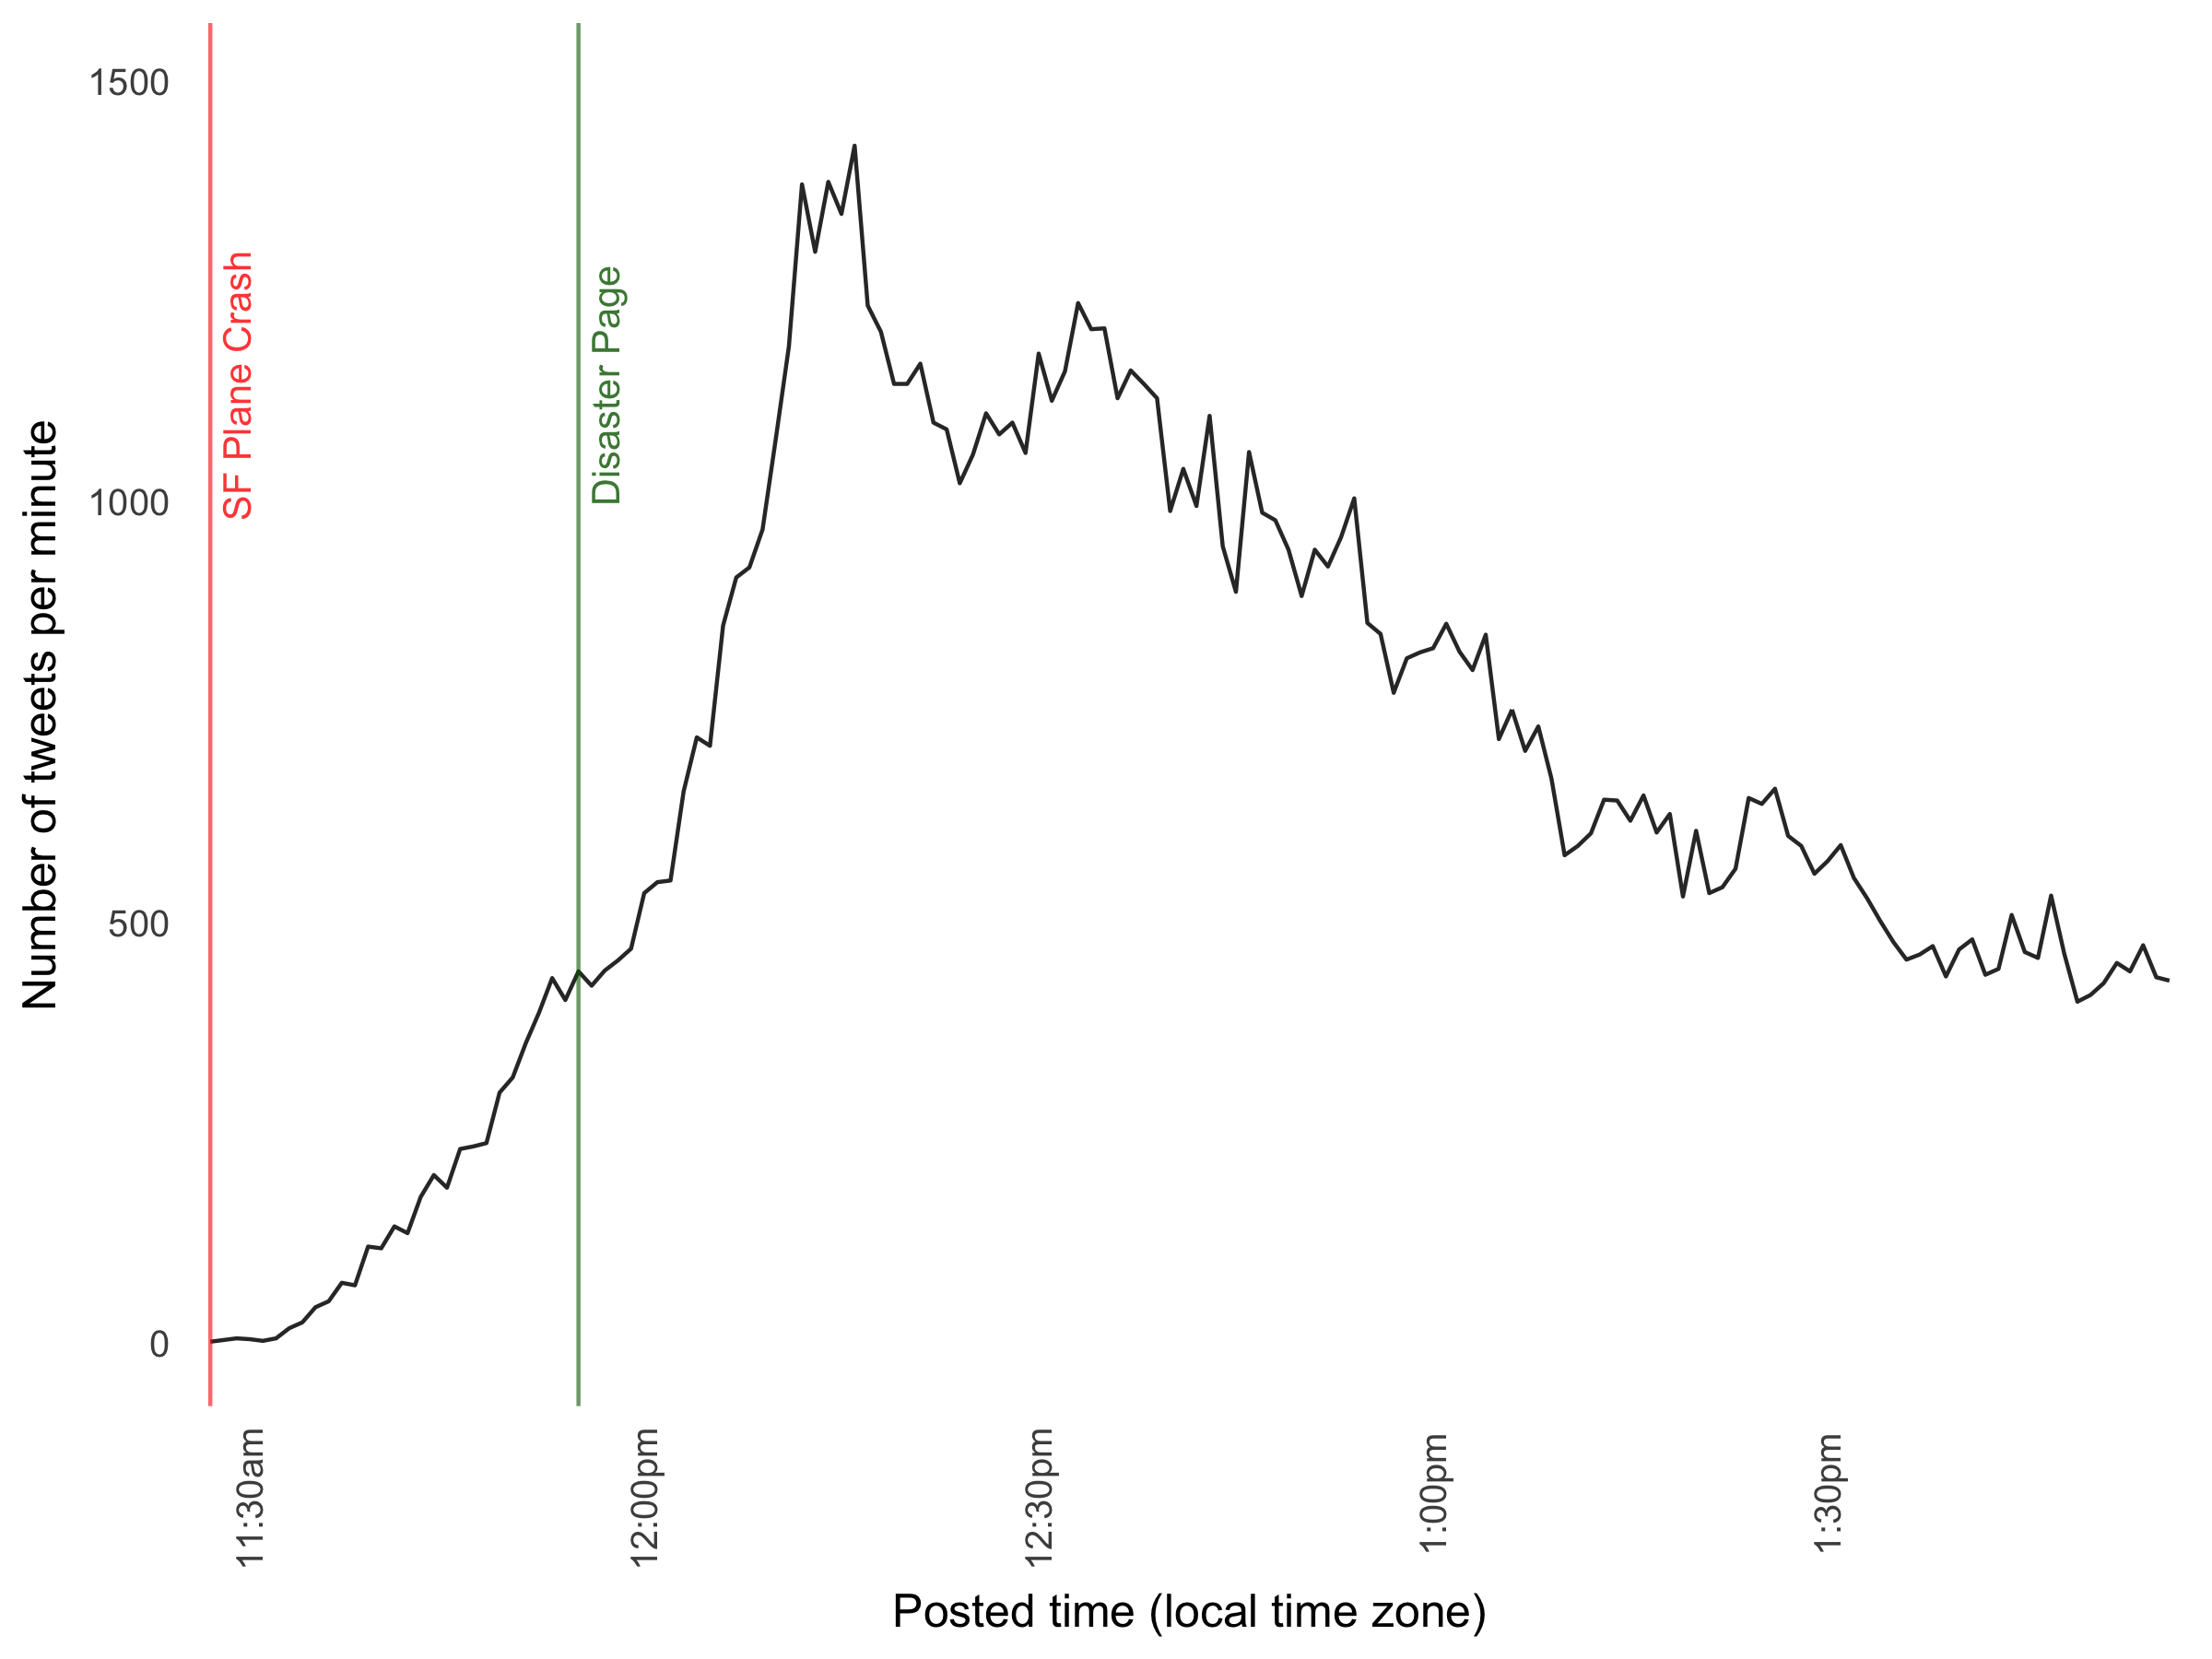 Number of tweets per minute
1500
1000
500
0
SF Plane Crash
Disaster Page
11:30am
12:00pm
12:30pm
1:00pm
1:30pm
Posted time (local time zone)